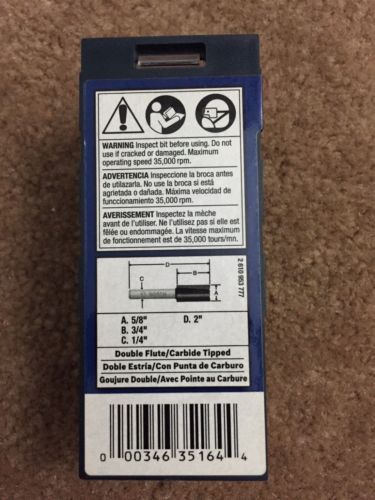 WARNING Inspect bit before using. Do not
use if cracked or damaged. Maximum
operating speed 35,000 rpm.
ADVERTENCIA Inspeccione la broca antes
de utilazarla. No use la broca si está
agrietada o dañada. Máxima velocidad de
funccionamiento 35,000 rpm.
AVERISSEMENT Inspectez la mèche
avant de l'utiliser. Ne l'utilizez pas si elle est
fêlée ou endommagée. La vitesse maximum
de fonctionnement est de 35,000 tours/mn.
2 610 953 777
D
B
C
A
A. 5/8" D. 2"
B. 3/4"
C. 1/4"
Double Flute/Carbide Tipped
Doble Estría/Con Punta de Carburo
Goujure Double/Avec Pointe au Carbure
0 00346 35164 4